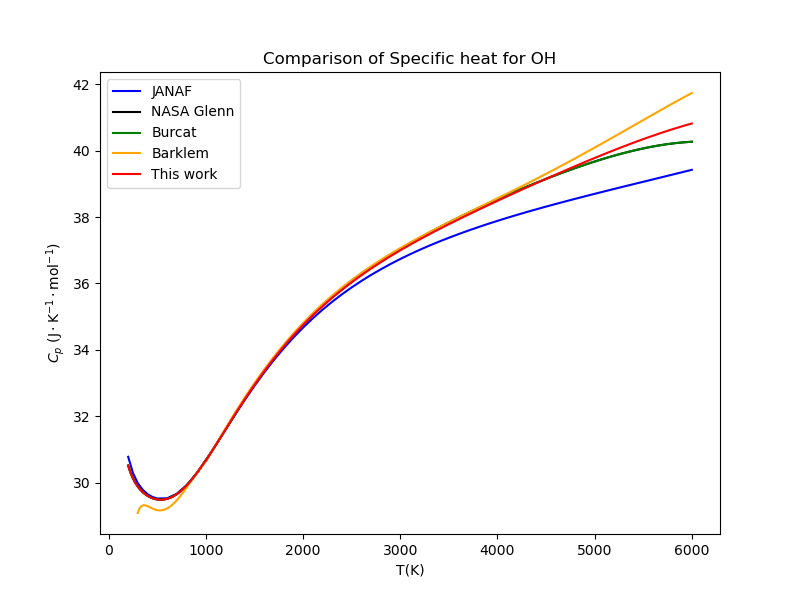 Comparison of Specific heat for OH
JANAF
NASA Glenn
Burcat
Barklem
This work
42
40
38
36
34
32
30
C_p (J · K⁻¹ · mol⁻¹)
0 1000 2000 3000 4000 5000 6000
T(K)